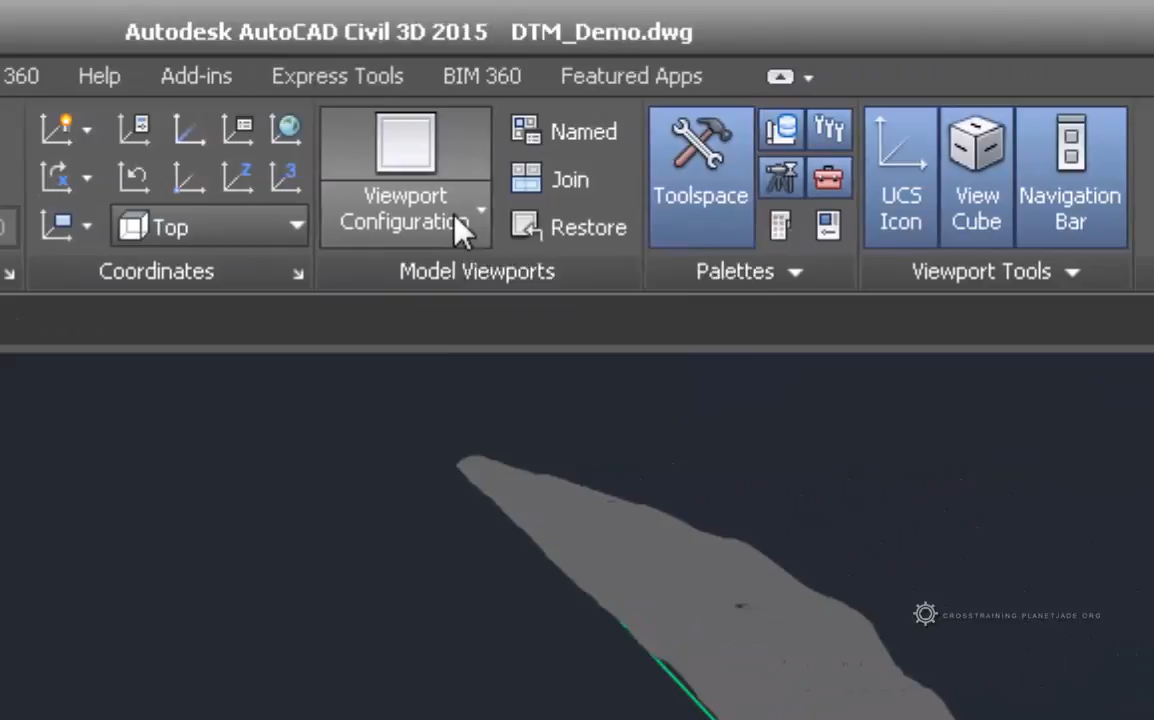 Autodesk AutoCAD Civil 3D 2015 DTM_Demo.dwg
360 Help Add-ins Express Tools BIM 360 Featured Apps
Named
Viewport
Configuration
Join
Restore
Toolspace
UCS
Icon
View
Cube
Navigation
Bar
Top
Coordinates
Model Viewports
Palettes
Viewport Tools
CROSSTRAINING.PLANETJADE.ORG